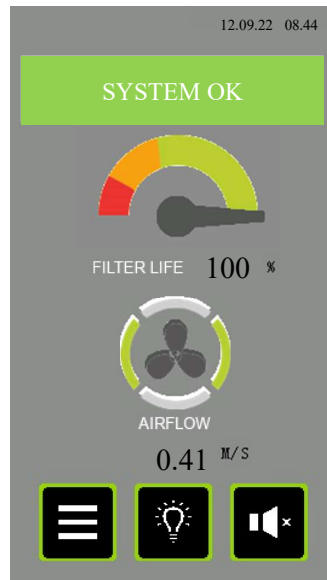 12.09.22 08.44
SYSTEM OK
FILTER LIFE 100 %
AIRFLOW
0.41 M/S